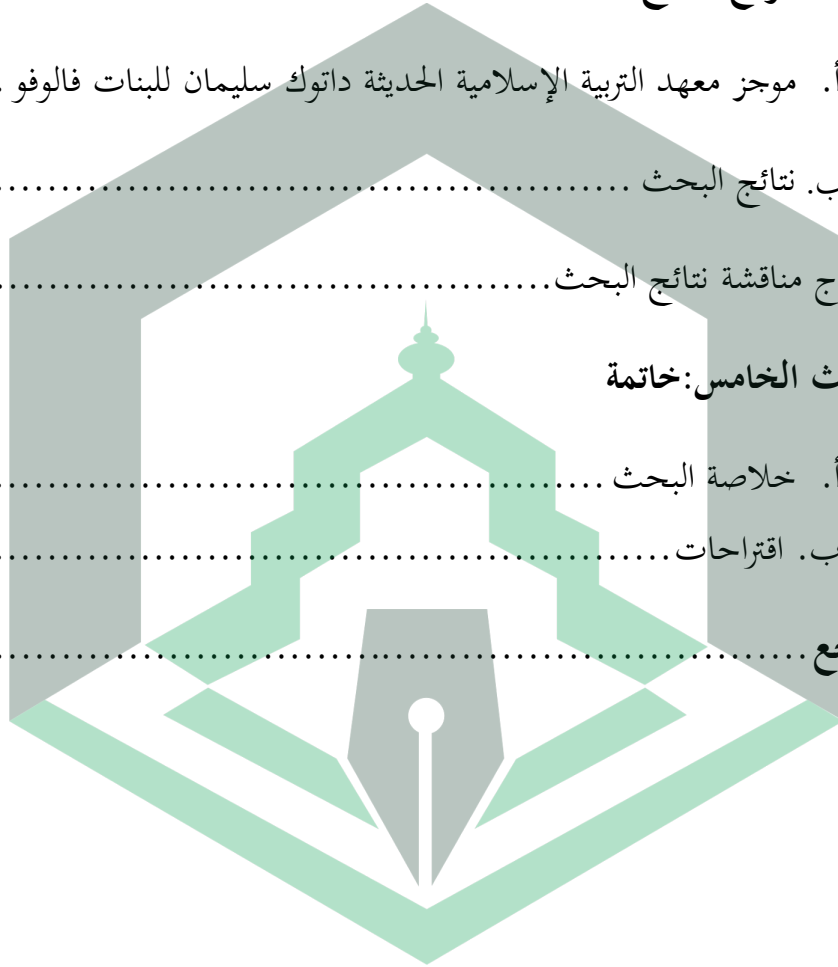 أ. موجز معهد التربية الإسلامية الحديثة داتوك سليمان للبنات فالوفو .
ب. نتائج البحث ................................................
ج مناقشة نتائج البحث................................................
الخامس:خاتمة
أ. خلاصة البحث ................................................
ب. اقتراحات................................................
................................................